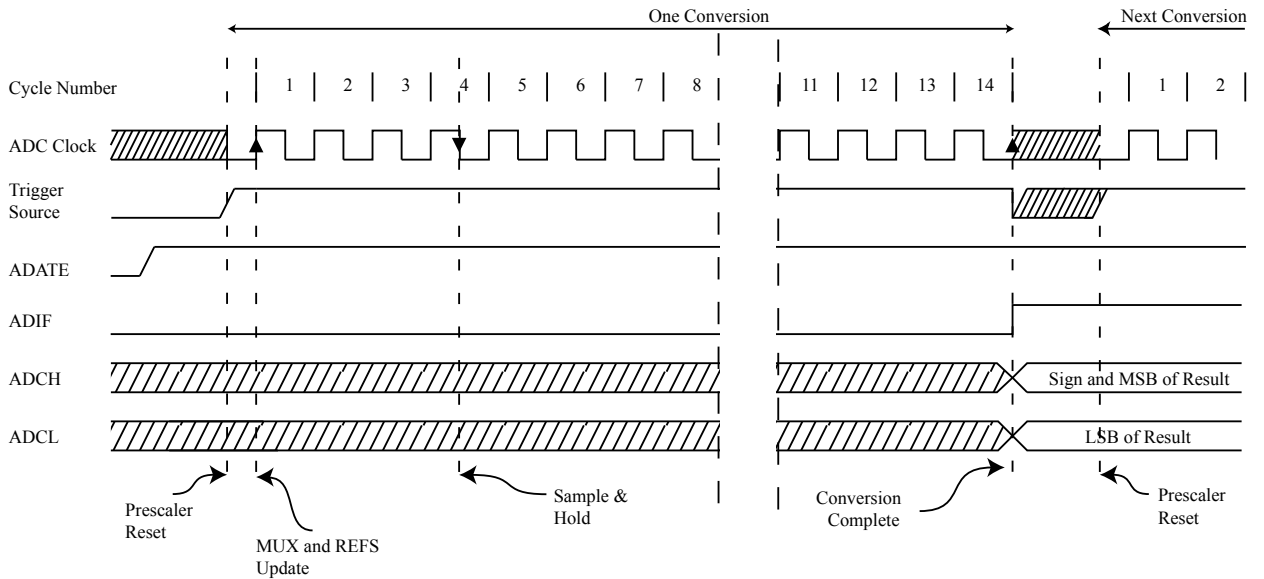 One Conversion
Next Conversion
Cycle Number
1 2 3 4 5 6 7 8 11 12 13 14 1 2
ADC Clock
Trigger
Source
ADATE
ADIF
ADCH
Sign and MSB of Result
ADCL
LSB of Result
Prescaler
Reset
MUX and REFS
Update
Sample &
Hold
Conversion
Complete
Prescaler
Reset